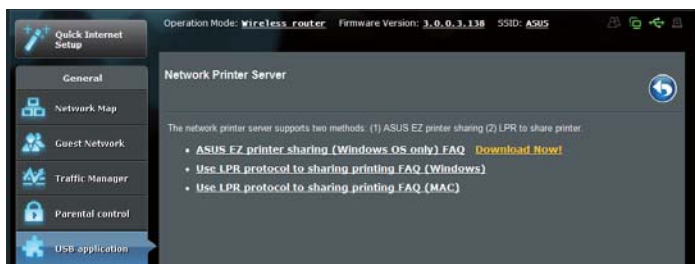 Quick Internet
Setup
Operation Mode: Wireless router Firmware Version: 3.0.0.3.138 SSID: ASUS
General
Network Map
Guest Network
Traffic Manager
Parental control
USB application
Network Printer Server
The network printer server supports two methods: (1) ASUS EZ printer sharing (2) LPR to share printer.
ASUS EZ printer sharing (Windows OS only) FAQ Download Now!
Use LPR protocol to sharing printing FAQ (Windows)
Use LPR protocol to sharing printing FAQ (MAC)